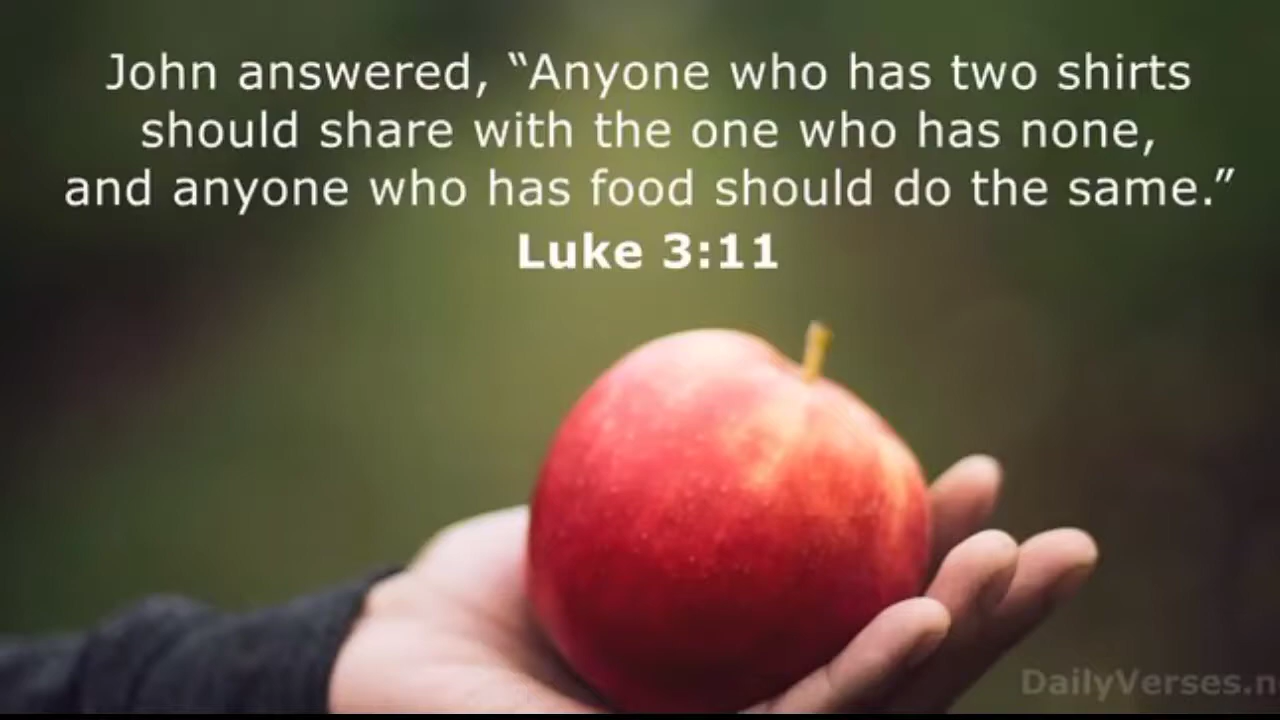 John answered, “Anyone who has two shirts
should share with the one who has none,
and anyone who has food should do the same.”
Luke 3:11
DailyVerses.n